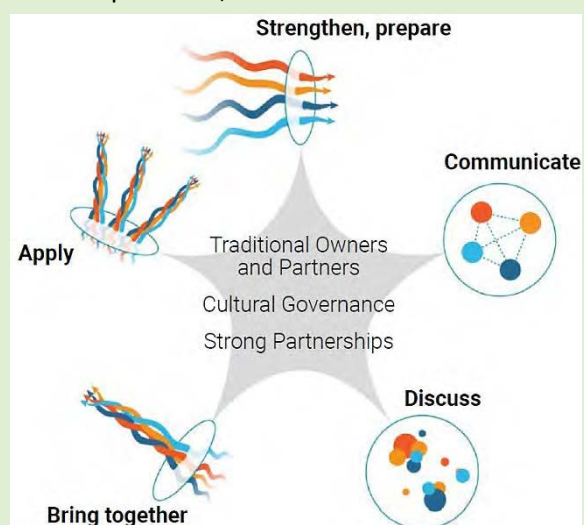 Strengthen, prepare
Communicate
Traditional Owners
and Partners
Cultural Governance
Strong Partnerships
Apply
Discuss
Bring together